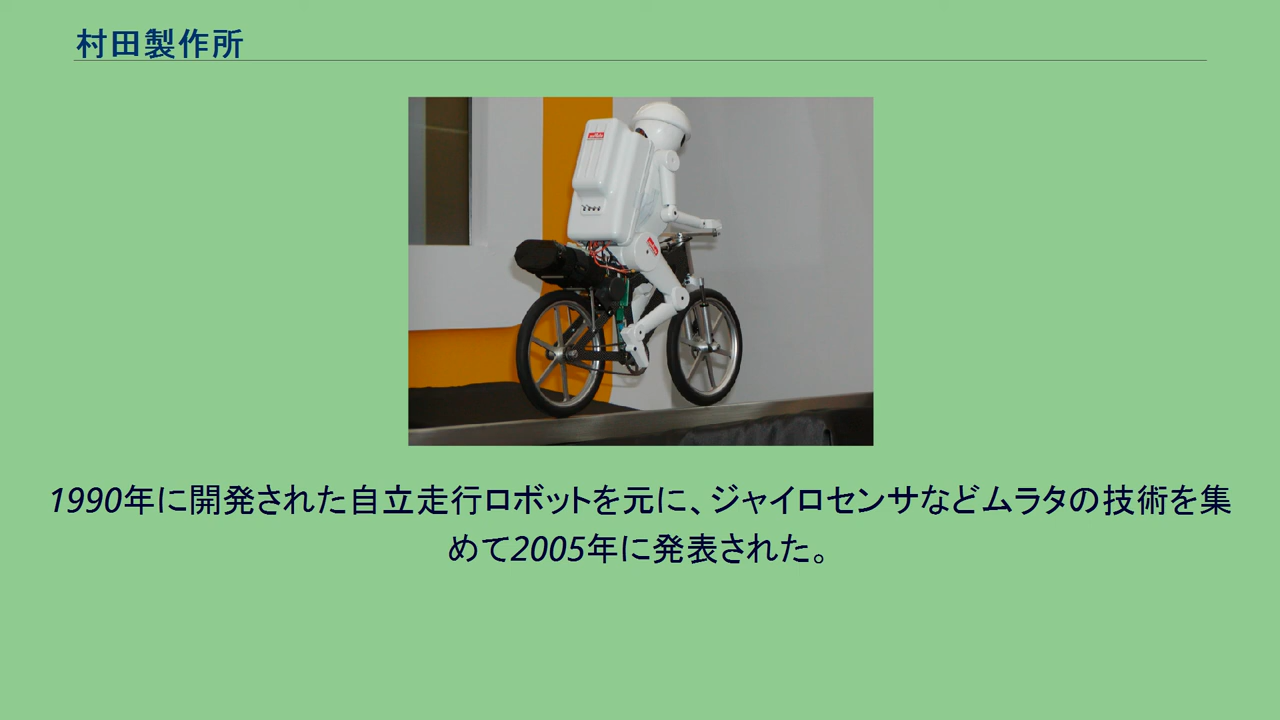 村田製作所
1990年に開発された自立走行ロボットを元に、ジャイロセンサなどムラタの技術を集
めて2005年に発表された。